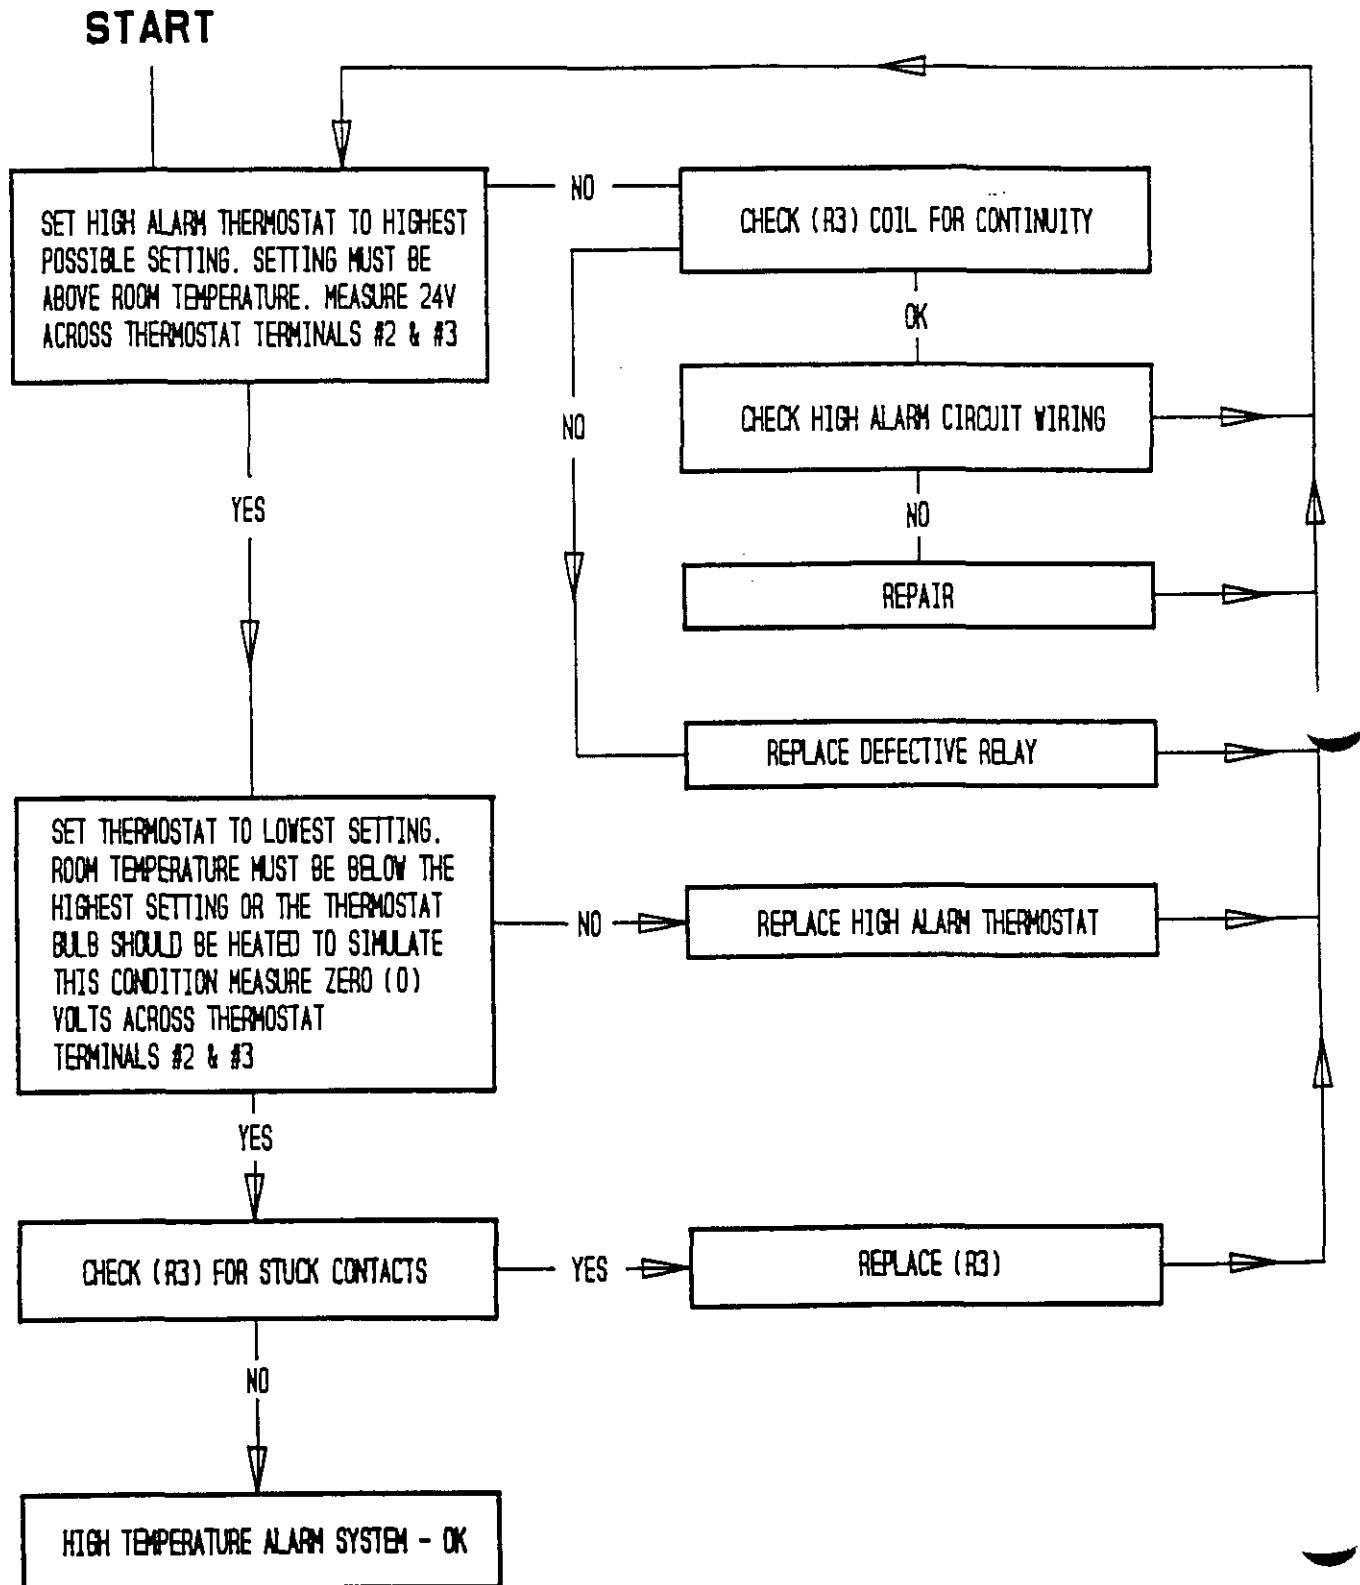 START
SET HIGH ALARM THERMOSTAT TO HIGHEST
POSSIBLE SETTING. SETTING MUST BE
ABOVE ROOM TEMPERATURE. MEASURE 24V
ACROSS THERMOSTAT TERMINALS #2 & #3
NO
CHECK (R3) COIL FOR CONTINUITY
OK
NO
CHECK HIGH ALARM CIRCUIT WIRING
YES
NO
REPAIR
REPLACE DEFECTIVE RELAY
SET THERMOSTAT TO LOWEST SETTING.
ROOM TEMPERATURE MUST BE BELOW THE
HIGHEST SETTING OR THE THERMOSTAT
BULB SHOULD BE HEATED TO SIMULATE
THIS CONDITION MEASURE ZERO (0)
VOLTS ACROSS THERMOSTAT
TERMINALS #2 & #3
NO
REPLACE HIGH ALARM THERMOSTAT
YES
CHECK (R3) FOR STUCK CONTACTS
YES
REPLACE (R3)
NO
HIGH TEMPERATURE ALARM SYSTEM - OK